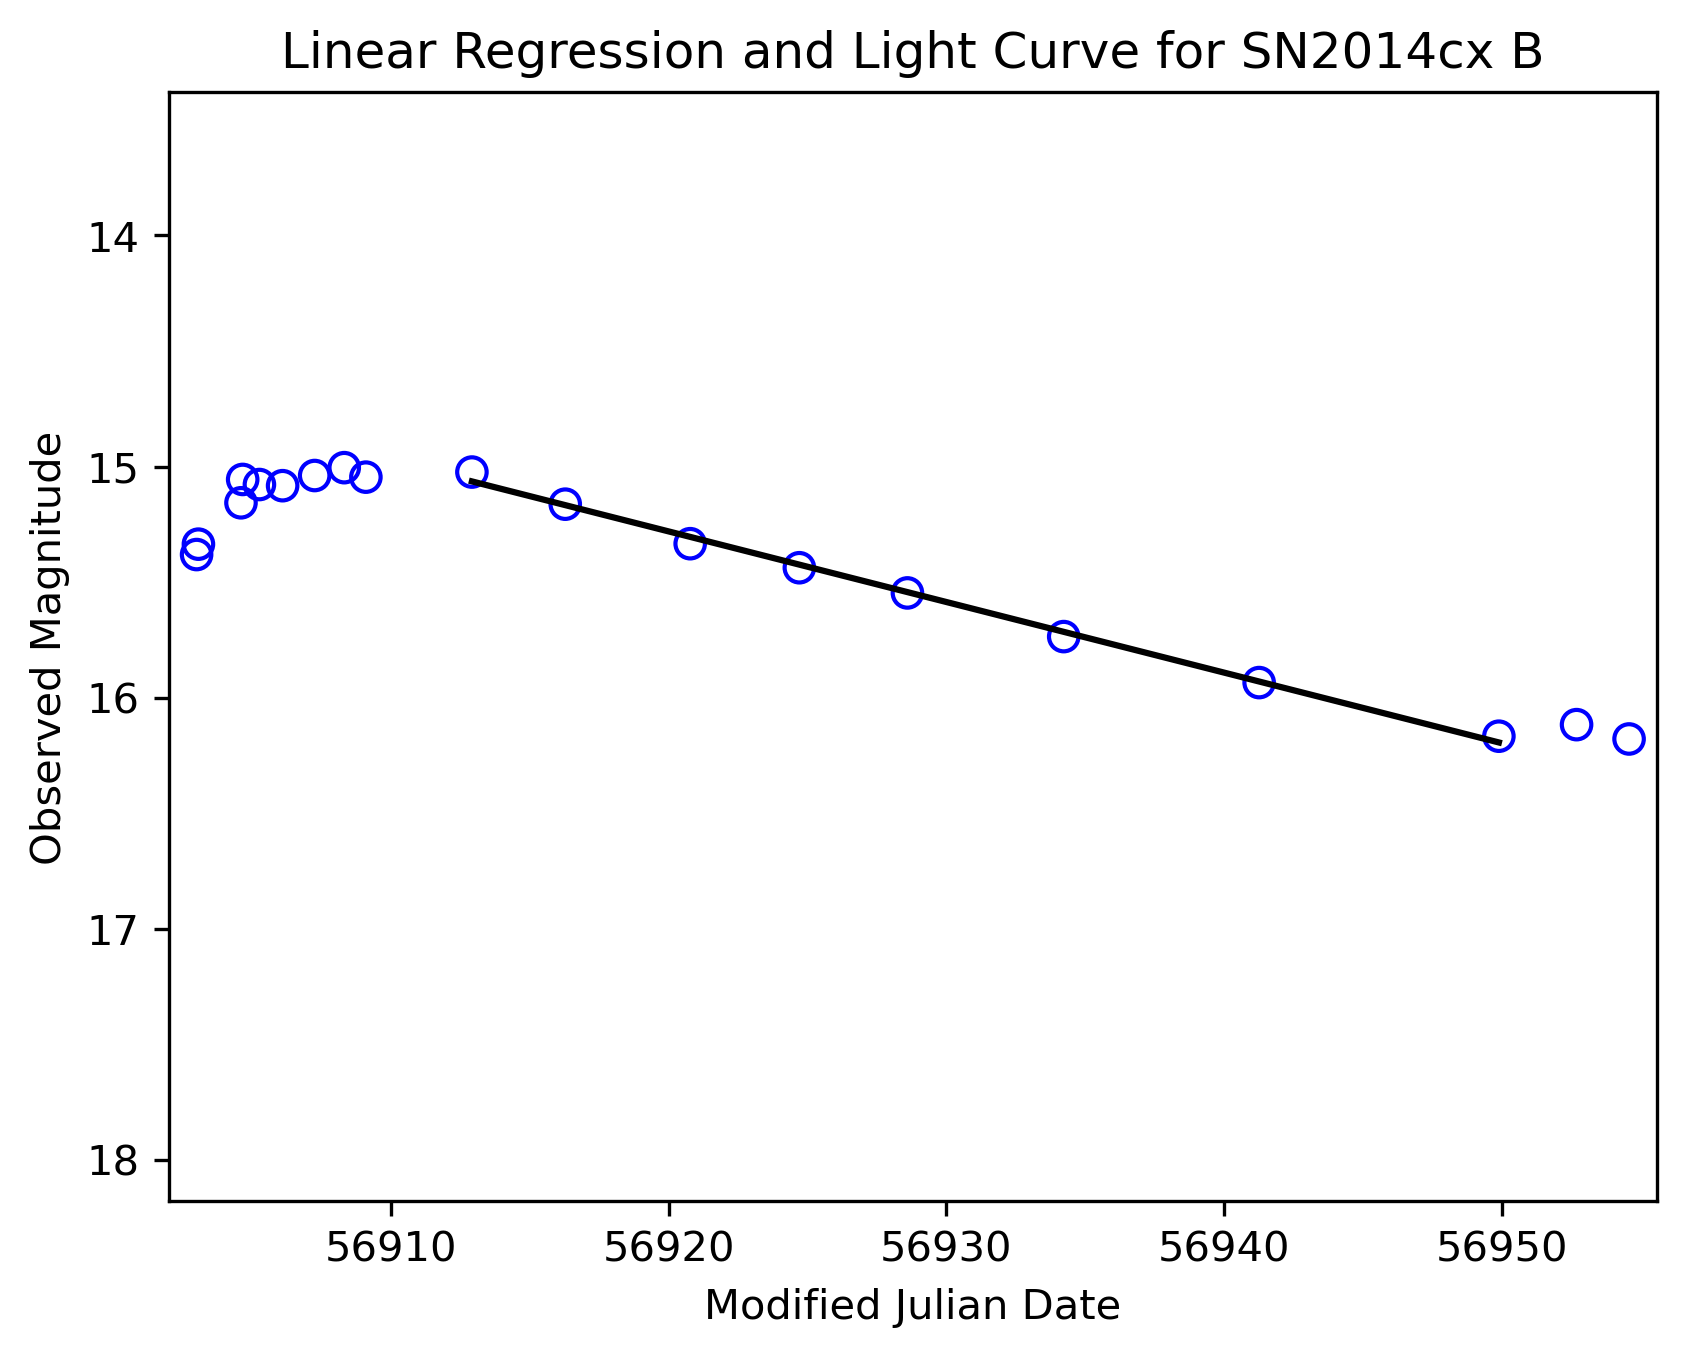 Linear Regression and Light Curve for SN2014cx B
Observed Magnitude
14
15
16
17
18
56910 56920 56930 56940 56950
Modified Julian Date